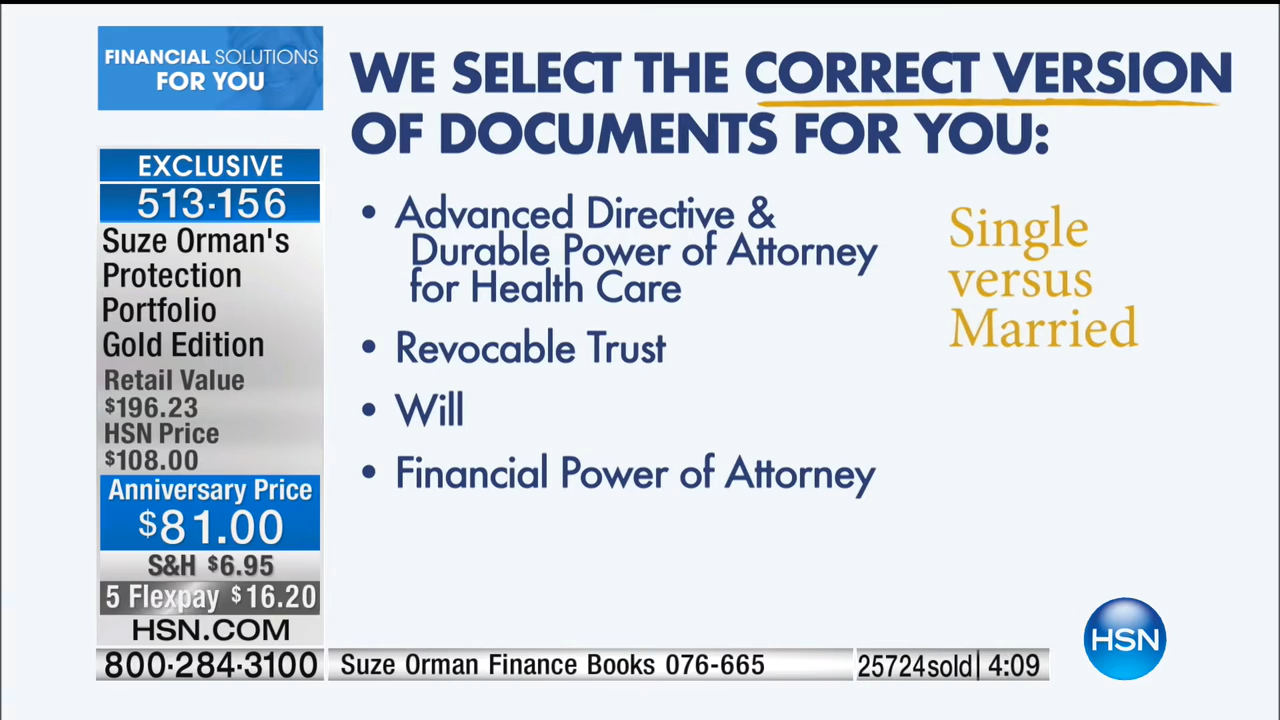 FINANCIAL SOLUTIONS
FOR YOU
EXCLUSIVE
513-156
Suze Orman's
Protection
Portfolio
Gold Edition
Retail Value
$196.23
HSN Price
$108.00
Anniversary Price
$81.00
S&H $6.95
5 Flexpay $16.20
HSN.COM
800-284-3100
WE SELECT THE CORRECT VERSION
OF DOCUMENTS FOR YOU:
• Advanced Directive &
Durable Power of Attorney
for Health Care
• Revocable Trust
• Will
• Financial Power of Attorney
Single
versus
Married
HSN
Suze Orman Finance Books 076-665
25724sold| 4:09